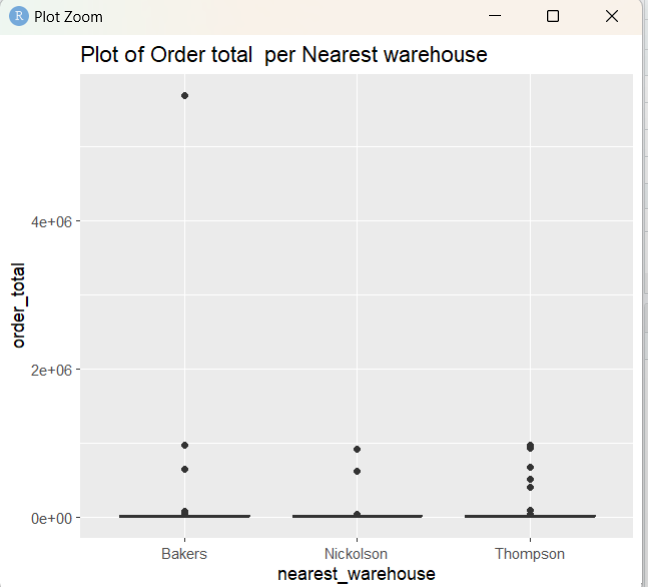 R Plot Zoom
Plot of Order total  per Nearest warehouse
order_total
4e+06
2e+06
0e+00
Bakers Nickolson Thompson
nearest_warehouse